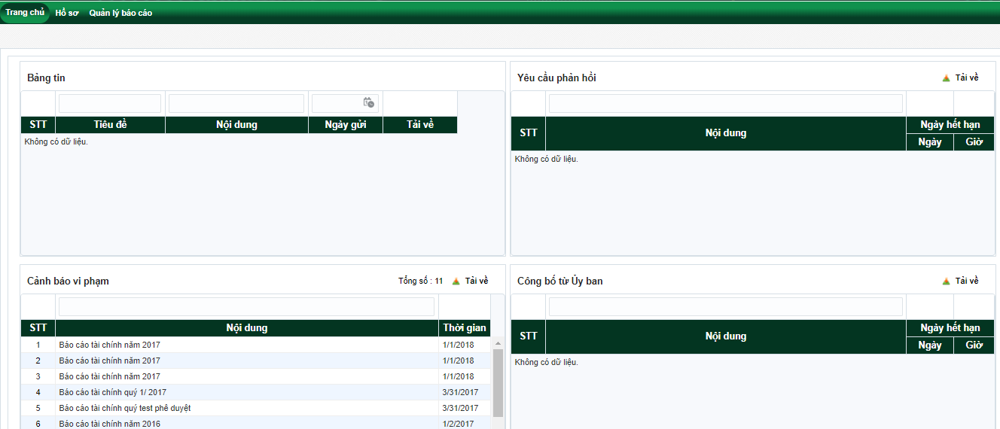 Trang chủ Hồ sơ Quản lý báo cáo
Bảng tin
STT Tiêu đề Nội dung Ngày gửi Tải về
Không có dữ liệu.
Yêu cầu phản hồi Tải về
STT Nội dung Ngày hết hạn
Ngày Giờ
Không có dữ liệu.
Cảnh báo vi phạm Tổng số : 11 Tải về
STT Nội dung Thời gian
1 Báo cáo tài chính năm 2017 1/1/2018
2 Báo cáo tài chính năm 2017 1/1/2018
3 Báo cáo tài chính năm 2017 1/1/2018
4 Báo cáo tài chính quý 1/ 2017 3/31/2017
5 Báo cáo tài chính quý test phê duyệt 3/31/2017
6 Báo cáo tài chính năm 2016 1/2/2017
Công bố từ Ủy ban Tải về
STT Nội dung Ngày hết hạn
Ngày Giờ
Không có dữ liệu.